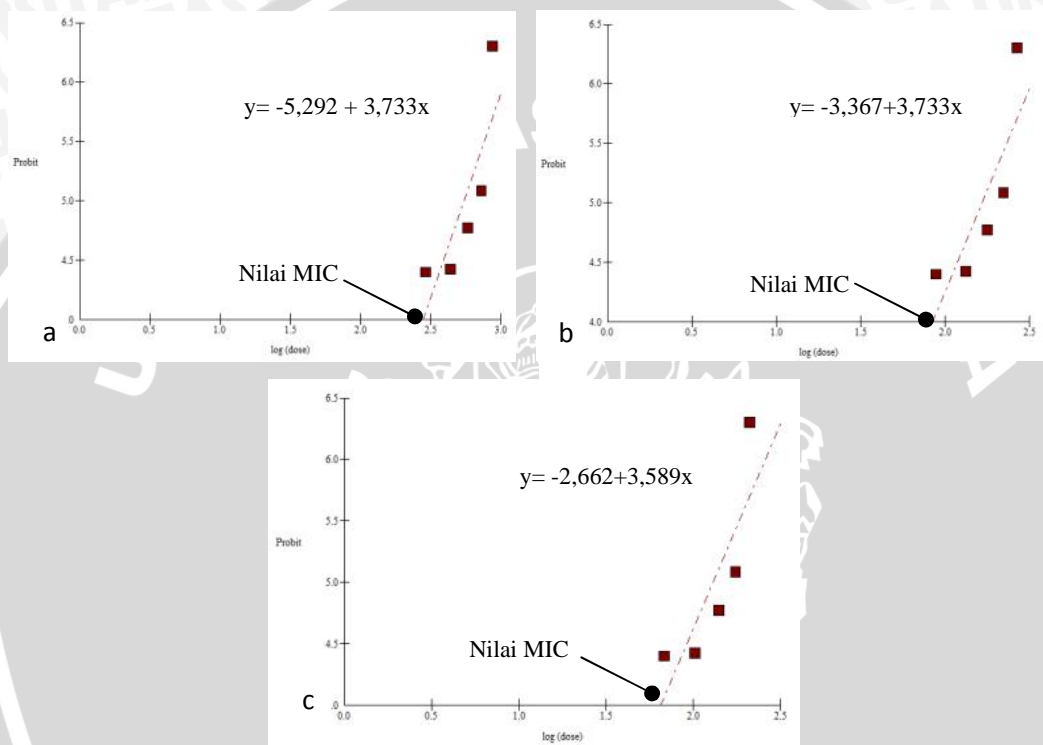 6.5
6.0
5.5
5.0
4.5
.0
Probit
y= -5,292 + 3,733x
Nilai MIC
0.0 0.5 1.0 1.5 2.0 2.5 3.0
log (dose)
a
6.5
6.0
5.5
5.0
4.5
4.0
Probit
y= -3,367+3,733x
Nilai MIC
0.0 0.5 1.0 1.5 2.0 2.5
log (dose)
b
6.5
6.0
5.5
5.0
4.5
.0
Probit
y= -2,662+3,589x
Nilai MIC
0.0 0.5 1.0 1.5 2.0 2.5
log (dose)
c